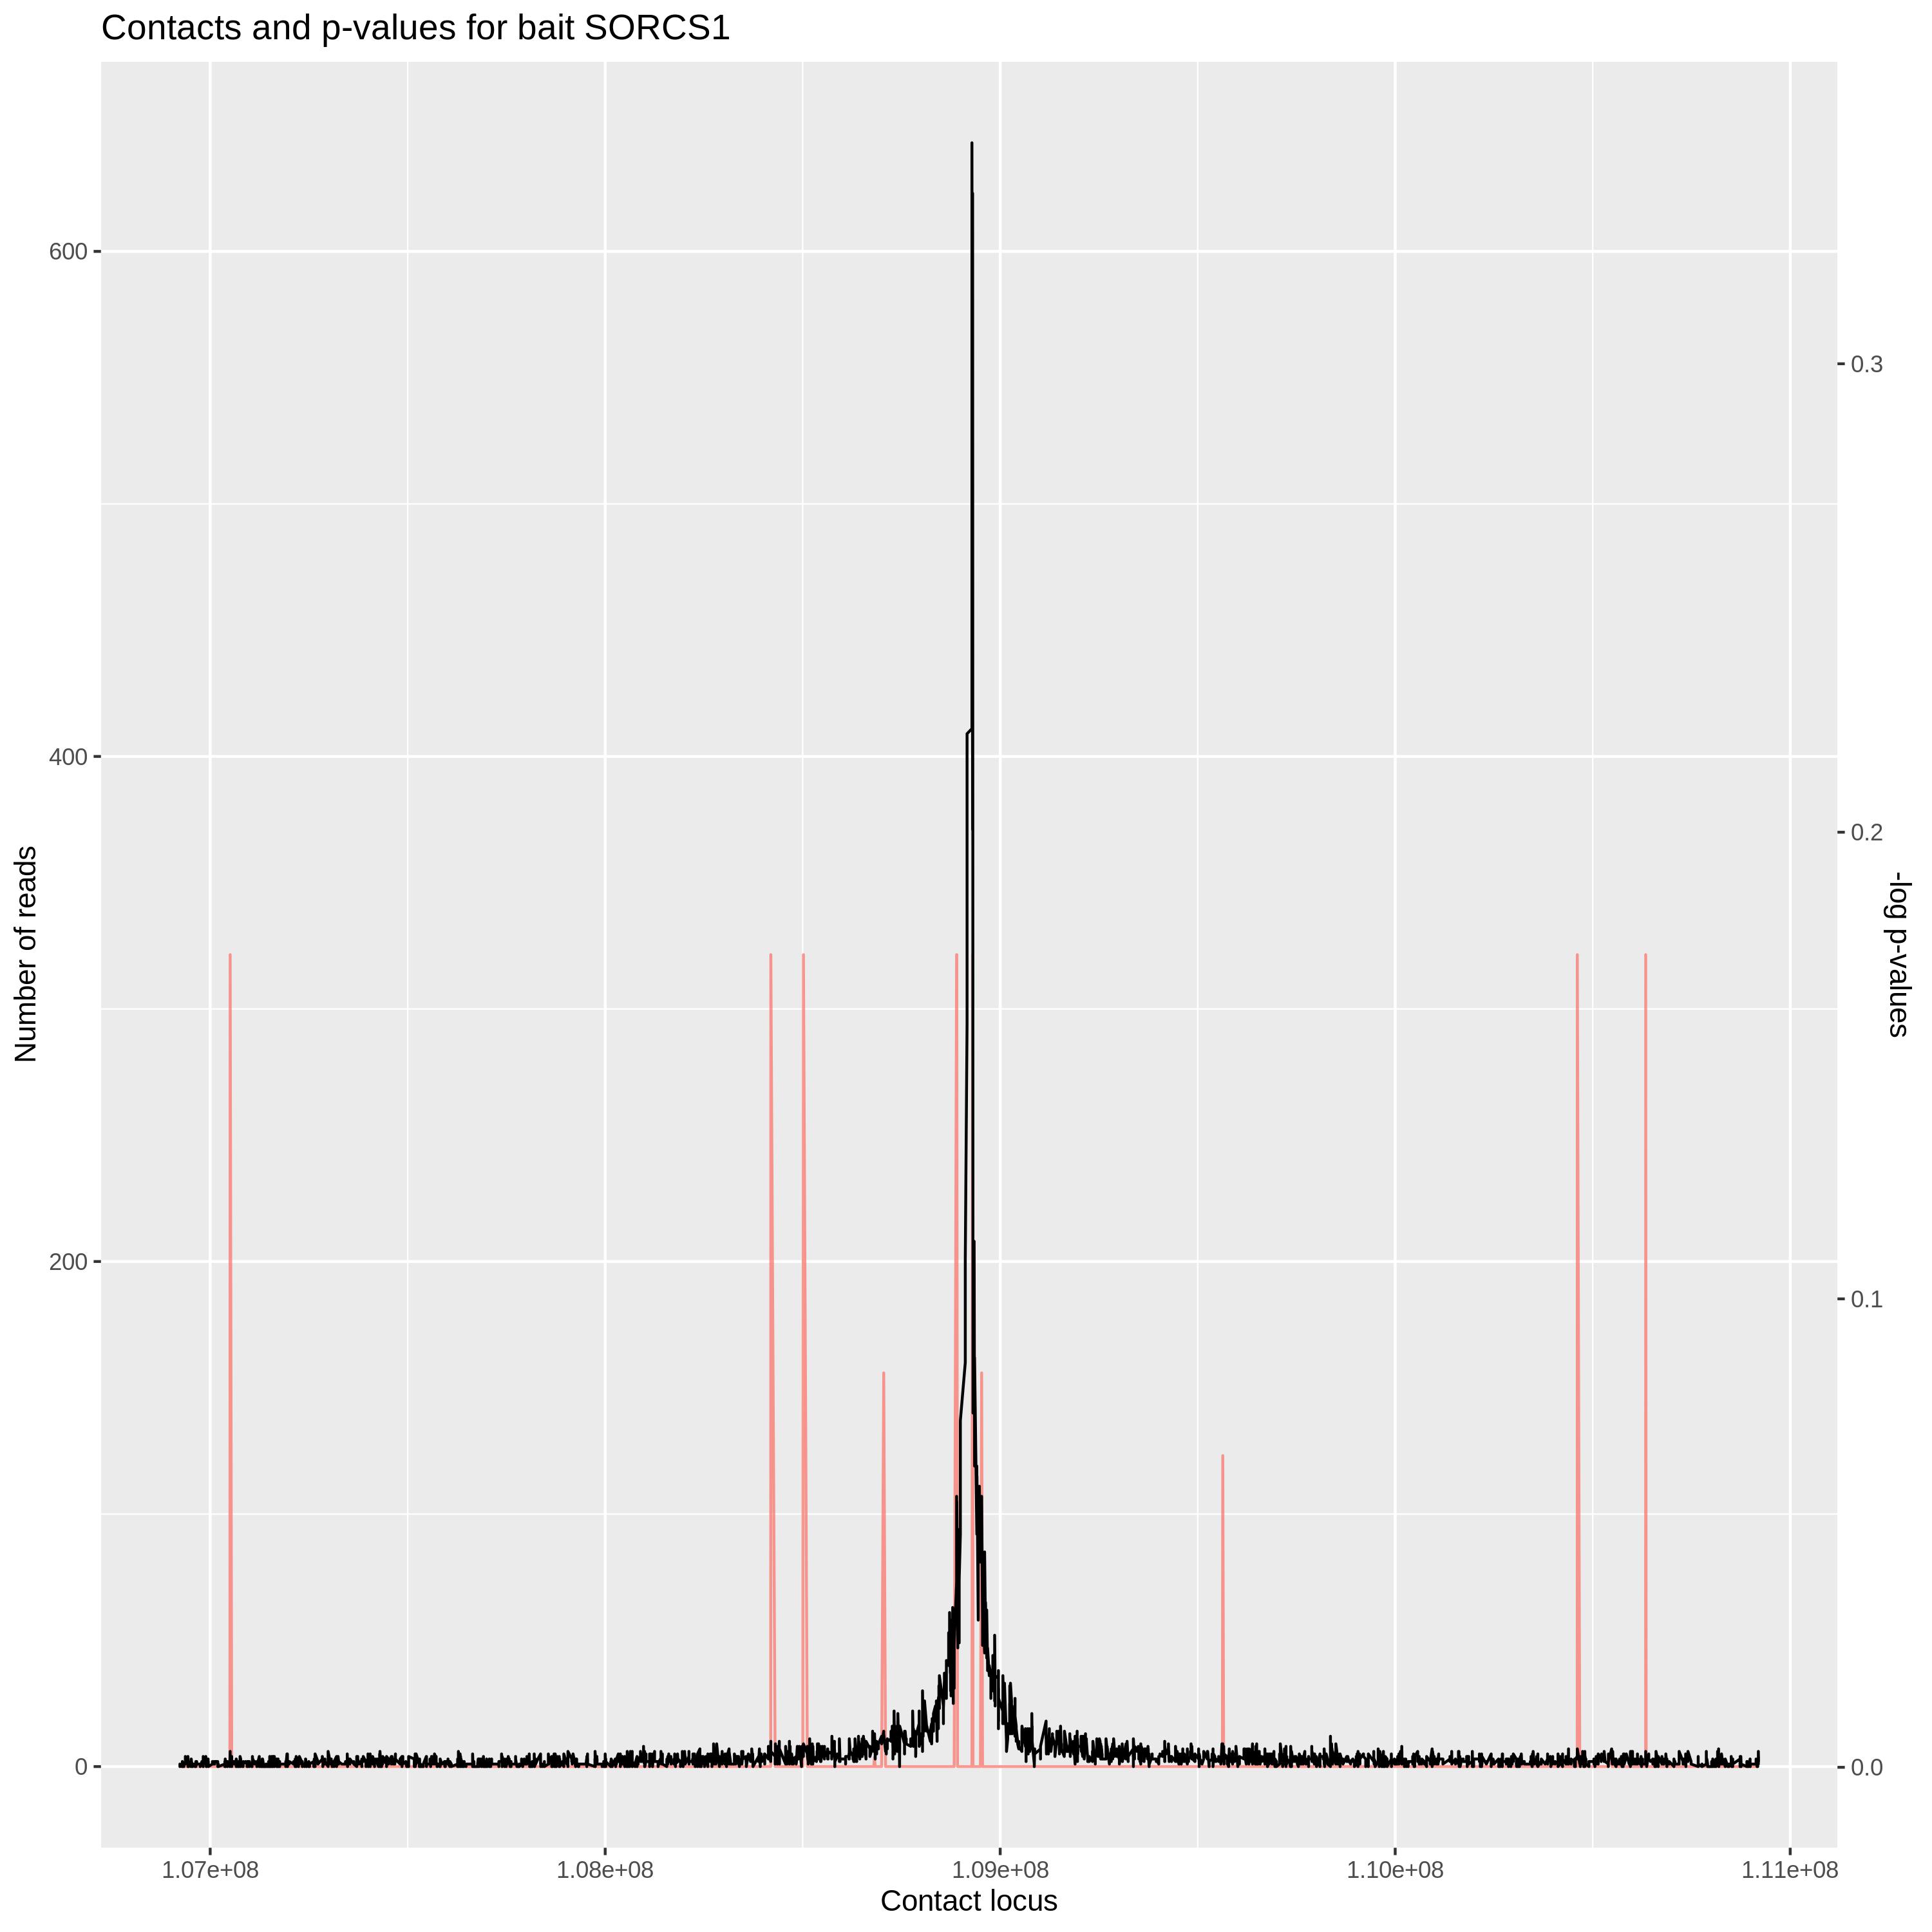 Contacts and p-values for bait SORCS1
Number of reads
600
400
200
0
0.3
0.2
0.1
0.0
-log p-values
1.07e+08
1.08e+08
1.09e+08
1.10e+08
1.11e+08
Contact locus